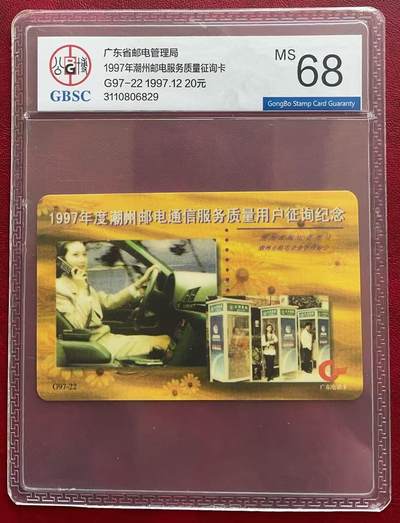 公
博
GBSC
广东省邮电管理局
1997年潮州邮电服务质量征询卡
G97-22 1997.12 20元
3110806829
MS 68
GongBo Stamp Card Guaranty
1997年度潮州邮电通信服务质量用户征询纪念
G97-22
广东电话卡